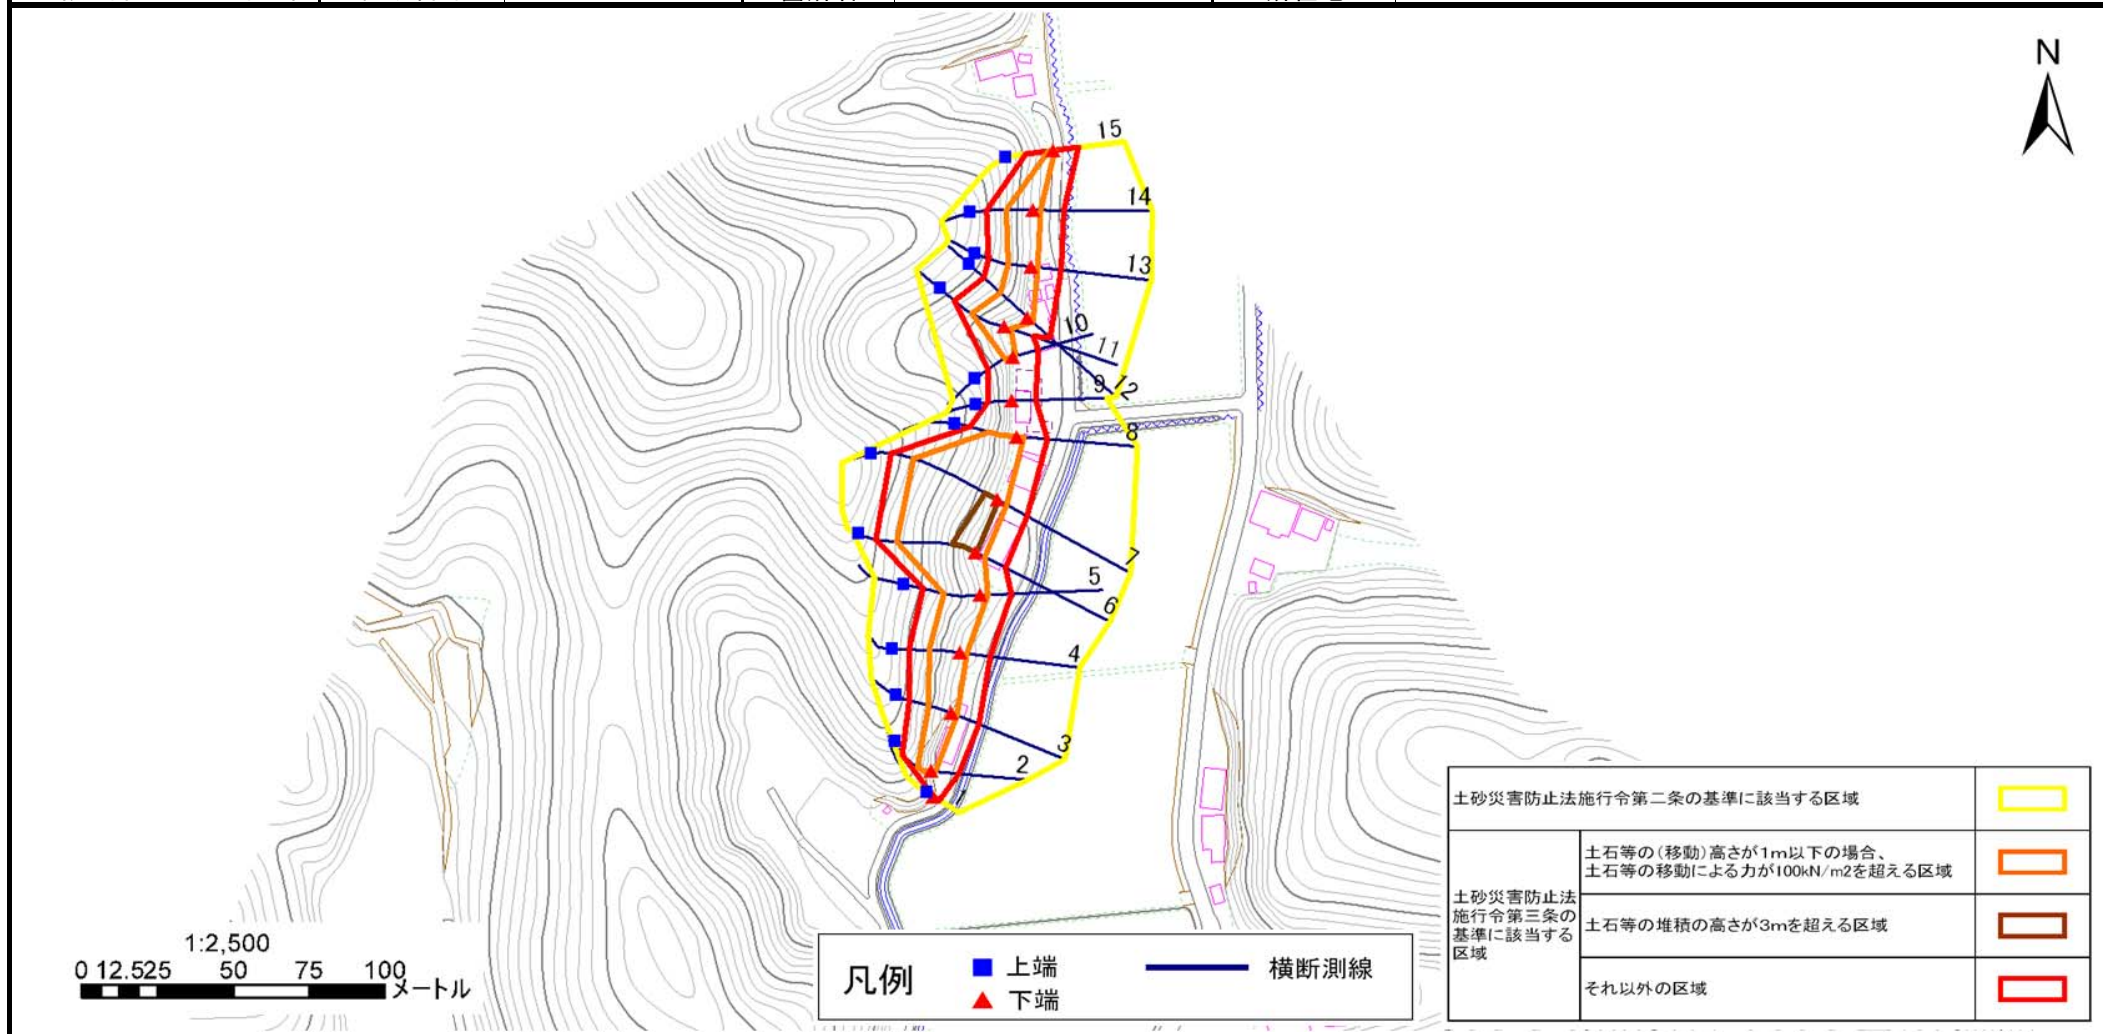 N
15
14
13
10
11
12
9
8
7
5
6
4
3
2
1
1:2,500
0 12.525 50 75 100
メートル
凡例
上端
下端
横断測線
土砂災害防止法施行令第二条の基準に該当する区域
土砂災害防止法
施行令第三条の
基準に該当する
区域
土石等の(移動)高さが1m以下の場合、
土石等の移動による力が100kN/m2を超える区域
土石等の堆積の高さが3mを超える区域
それ以外の区域